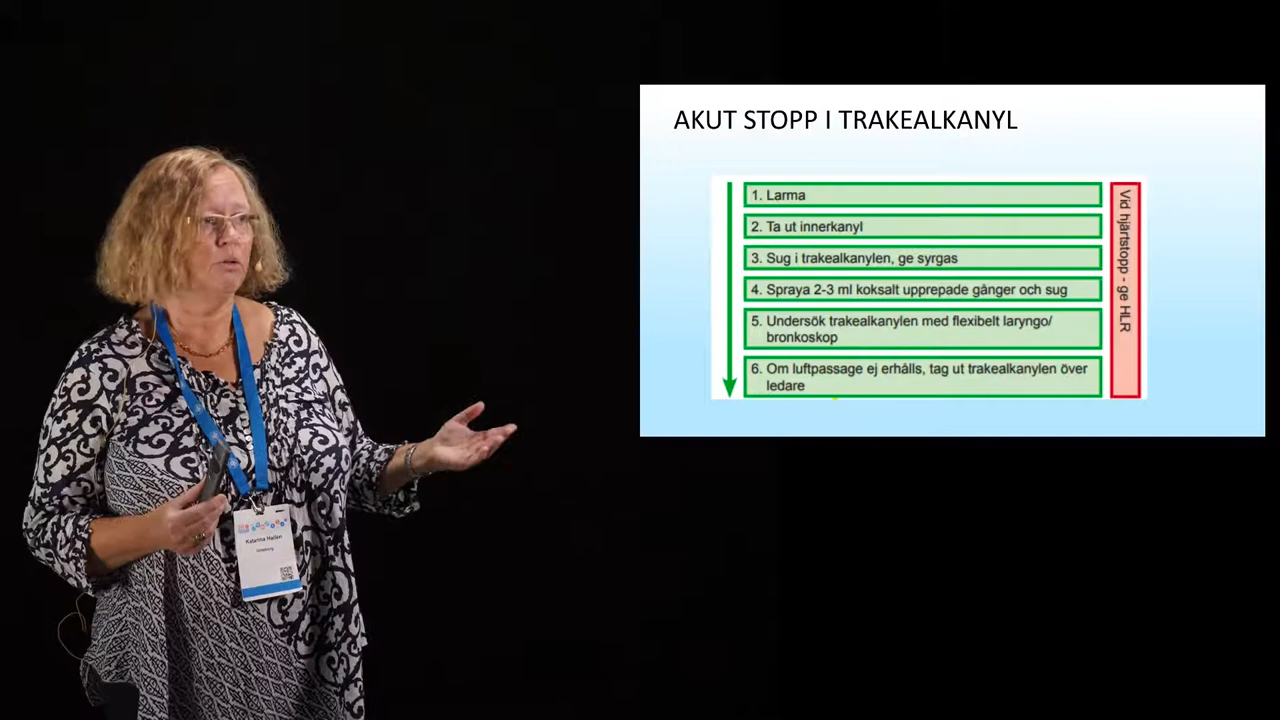 AKUT STOPP I TRAKEALKANYL
1. Larma
2. Ta ut innerkanyl
3. Sug i trakealkanylen, ge syrgas
4. Spraya 2-3 ml koksalt upprepade gånger och sug
5. Undersök trakealkanylen med flexibelt laryngo/
bronkoskop
6. Om luftpassage ej erhålls, tag ut trakealkanylen över
ledare
Vid hjärtstopp - ge HLR
Katarina Hallén
Göteborg